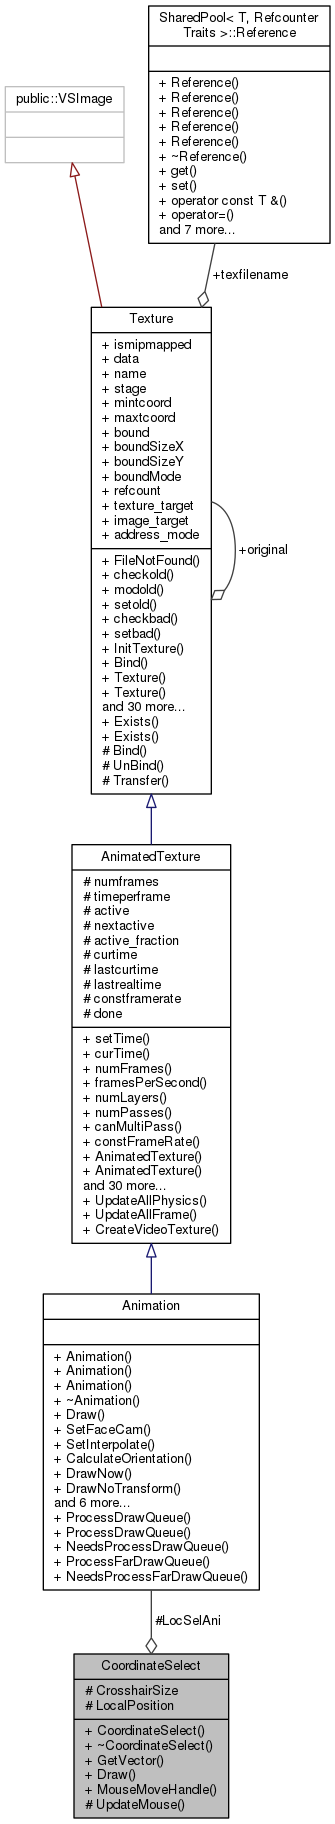 SharedPool< T, Refcounter
Traits >::Reference
+ Reference()
+ Reference()
+ Reference()
+ Reference()
+ Reference()
+ ~Reference()
+ get()
+ set()
+ operator const T &()
+ operator=()
and 7 more...
public::VSImage
+texfilename
Texture
+ ismipmapped
+ data
+ name
+ stage
+ mintcoord
+ maxtcoord
+ bound
+ boundSizeX
+ boundSizeY
+ boundMode
+ refcount
+ texture_target
+ image_target
+ address_mode
+ FileNotFound()
+ checkold()
+ modold()
+ setold()
+ checkbad()
+ setbad()
+ InitTexture()
+ Bind()
+ Texture()
+ Texture()
and 30 more...
+ Exists()
+ Exists()
# Bind()
# UnBind()
# Transfer()
+original
AnimatedTexture
# numframes
# timeperframe
# active
# nextactive
# active_fraction
# curtime
# lastcurtime
# lastrealtime
# constframerate
# done
+ setTime()
+ curTime()
+ numFrames()
+ framesPerSecond()
+ numLayers()
+ numPasses()
+ canMultiPass()
+ constFrameRate()
+ AnimatedTexture()
+ AnimatedTexture()
and 30 more...
+ UpdateAllPhysics()
+ UpdateAllFrame()
+ CreateVideoTexture()
Animation
+ Animation()
+ Animation()
+ Animation()
+ ~Animation()
+ Draw()
+ SetFaceCam()
+ SetInterpolate()
+ CalculateOrientation()
+ DrawNow()
+ DrawNoTransform()
and 6 more...
+ ProcessDrawQueue()
+ ProcessDrawQueue()
+ NeedsProcessDrawQueue()
+ ProcessFarDrawQueue()
+ NeedsProcessFarDrawQueue()
#LocSelAni
CoordinateSelect
# CrosshairSize
# LocalPosition
+ CoordinateSelect()
+ ~CoordinateSelect()
+ GetVector()
+ Draw()
+ MouseMoveHandle()
# UpdateMouse()